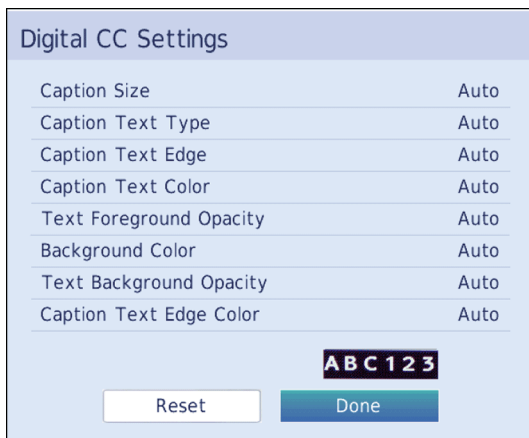 Digital CC Settings
Caption Size Auto
Caption Text Type Auto
Caption Text Edge Auto
Caption Text Color Auto
Text Foreground Opacity Auto
Background Color Auto
Text Background Opacity Auto
Caption Text Edge Color Auto
ABC123
Reset Done